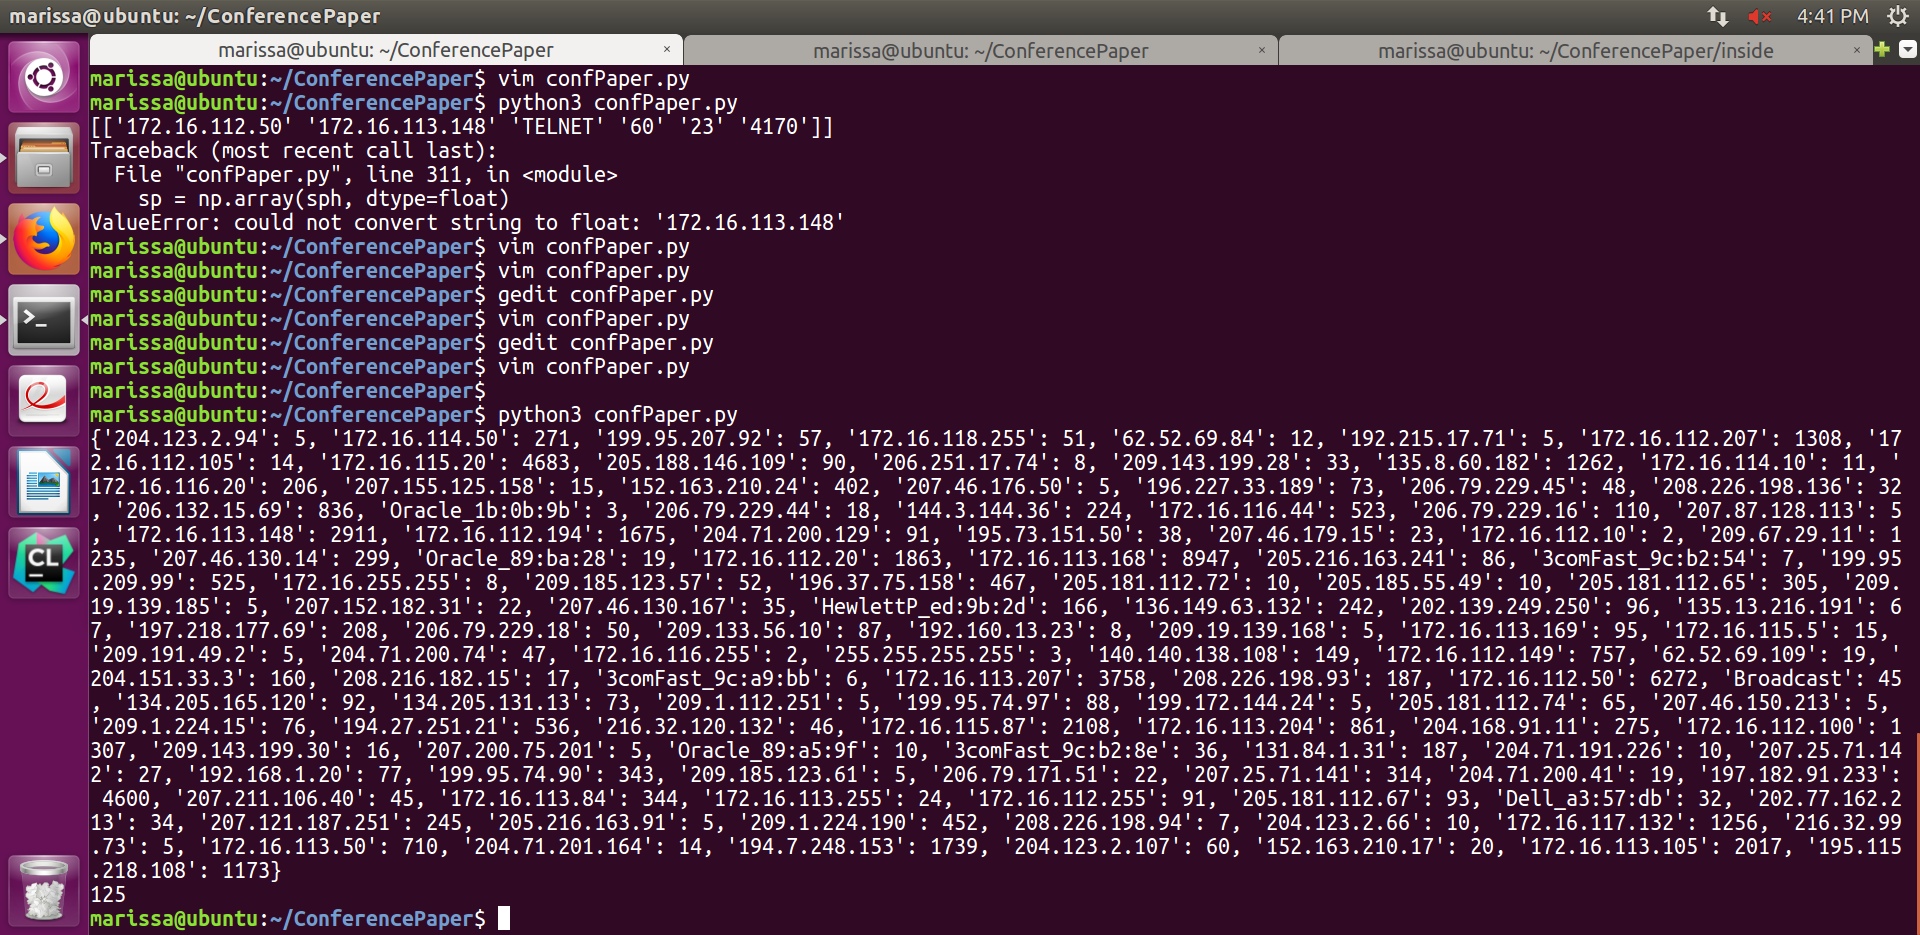 marissa@ubuntu: ~/ConferencePaper
4:41 PM
marissa@ubuntu: ~/ConferencePaper ×
marissa@ubuntu: ~/ConferencePaper ×
marissa@ubuntu: ~/ConferencePaper/inside ×
marissa@ubuntu:~/ConferencePaper$ vim confPaper.py
marissa@ubuntu:~/ConferencePaper$ python3 confPaper.py
[['172.16.112.50' '172.16.113.148' 'TELNET' '60' '23' '4170']]
Traceback (most recent call last):
  File "confPaper.py", line 311, in <module>
    sp = np.array(sph, dtype=float)
ValueError: could not convert string to float: '172.16.113.148'
marissa@ubuntu:~/ConferencePaper$ vim confPaper.py
marissa@ubuntu:~/ConferencePaper$ vim confPaper.py
marissa@ubuntu:~/ConferencePaper$ gedit confPaper.py
marissa@ubuntu:~/ConferencePaper$ vim confPaper.py
marissa@ubuntu:~/ConferencePaper$ gedit confPaper.py
marissa@ubuntu:~/ConferencePaper$ vim confPaper.py
marissa@ubuntu:~/ConferencePaper$
marissa@ubuntu:~/ConferencePaper$ python3 confPaper.py
{'204.123.2.94': 5, '172.16.114.50': 271, '199.95.207.92': 57, '172.16.118.255': 51, '62.52.69.84': 12, '192.215.17.71': 5, '172.16.112.207': 1308, '17
2.16.112.105': 14, '172.16.115.20': 4683, '205.188.146.109': 90, '206.251.17.74': 8, '209.143.199.28': 33, '135.8.60.182': 1262, '172.16.114.10': 11, '
172.16.116.20': 206, '207.155.125.158': 15, '152.163.210.24': 402, '207.46.176.50': 5, '196.227.33.189': 73, '206.79.229.45': 48, '208.226.198.136': 32
, '206.132.15.69': 836, 'Oracle_1b:0b:9b': 3, '206.79.229.44': 18, '144.3.144.36': 224, '172.16.116.44': 523, '206.79.229.16': 110, '207.87.128.113': 5
, '172.16.113.148': 2911, '172.16.112.194': 1675, '204.71.200.129': 91, '195.73.151.50': 38, '207.46.179.15': 23, '172.16.112.10': 2, '209.67.29.11': 1
235, '207.46.130.14': 299, 'Oracle_89:ba:28': 19, '172.16.112.20': 1863, '172.16.113.168': 8947, '205.216.163.241': 86, '3comFast_9c:b2:54': 7, '199.95
.209.99': 525, '172.16.255.255': 8, '209.185.123.57': 52, '196.37.75.158': 467, '205.181.112.72': 10, '205.185.55.49': 10, '205.181.112.65': 305, '209.
19.139.185': 5, '207.152.182.31': 22, '207.46.130.167': 35, 'HewlettP_ed:9b:2d': 166, '136.149.63.132': 242, '202.139.249.250': 96, '135.13.216.191': 6
7, '197.218.177.69': 208, '206.79.229.18': 50, '209.133.56.10': 87, '192.160.13.23': 8, '209.19.139.168': 5, '172.16.113.169': 95, '172.16.115.5': 15,
'209.191.49.2': 5, '204.71.200.74': 47, '172.16.116.255': 2, '255.255.255.255': 3, '140.140.138.108': 149, '172.16.112.149': 757, '62.52.69.109': 19, '
204.151.33.3': 160, '208.216.182.15': 17, '3comFast_9c:a9:bb': 6, '172.16.113.207': 3758, '208.226.198.93': 187, '172.16.112.50': 6272, 'Broadcast': 45
, '134.205.165.120': 92, '134.205.131.13': 73, '209.1.112.251': 5, '199.95.74.97': 88, '199.172.144.24': 5, '205.181.112.74': 65, '207.46.150.213': 5,
'209.1.224.15': 76, '194.27.251.21': 536, '216.32.120.132': 46, '172.16.115.87': 2108, '172.16.113.204': 861, '204.168.91.11': 275, '172.16.112.100': 1
307, '209.143.199.30': 16, '207.200.75.201': 5, 'Oracle_89:a5:9f': 10, '3comFast_9c:b2:8e': 36, '131.84.1.31': 187, '204.71.191.226': 10, '207.25.71.14
2': 27, '192.168.1.20': 77, '199.95.74.90': 343, '209.185.123.61': 5, '206.79.171.51': 22, '207.25.71.141': 314, '204.71.200.41': 19, '197.182.91.233':
 4600, '207.211.106.40': 45, '172.16.113.84': 344, '172.16.113.255': 24, '172.16.112.255': 91, '205.181.112.67': 93, 'Dell_a3:57:db': 32, '202.77.162.2
13': 34, '207.121.187.251': 245, '205.216.163.91': 5, '209.1.224.190': 452, '208.226.198.94': 7, '204.123.2.66': 10, '172.16.117.132': 1256, '216.32.99
.73': 5, '172.16.113.50': 710, '204.71.201.164': 14, '194.7.248.153': 1739, '204.123.2.107': 60, '152.163.210.17': 20, '172.16.113.105': 2017, '195.115
.218.108': 1173}
125
marissa@ubuntu:~/ConferencePaper$
CL